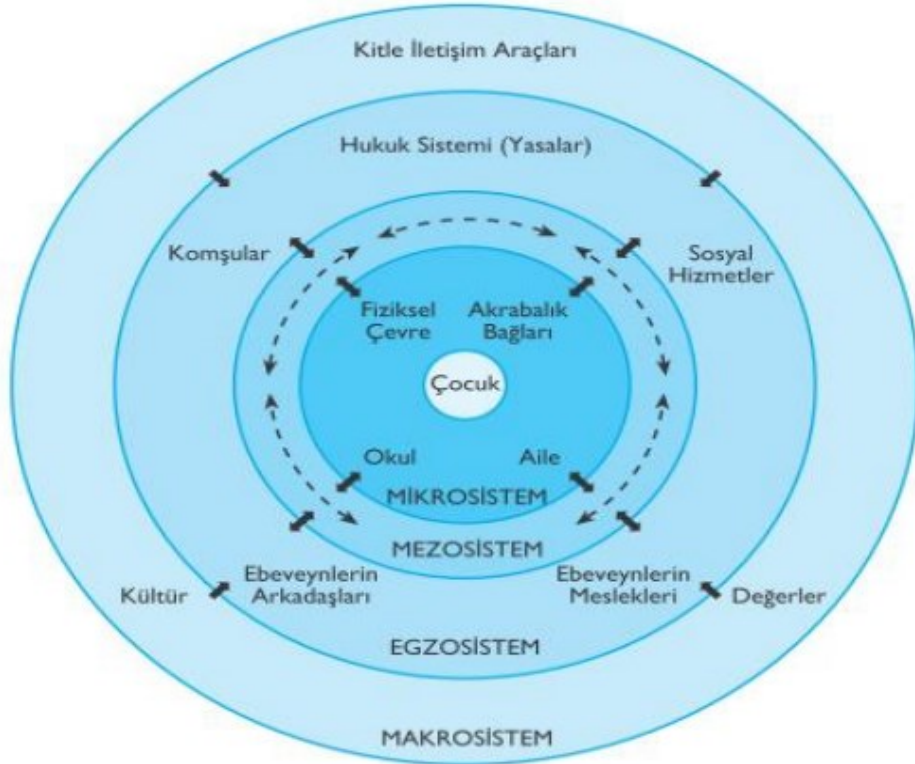 Kitle İletişim Araçları
Hukuk Sistemi (Yasalar)
Komşular
Sosyal
Hizmetler
Fiziksel
Çevre
Akrabalık
Bağları
Çocuk
Okul
Aile
MİKROSİSTEM
MEZOSİSTEM
Kültür
Ebeveynlerin
Arkadaşları
Ebeveynlerin
Meslekleri
Değerler
EGZOSİSTEM
MAKROSİSTEM